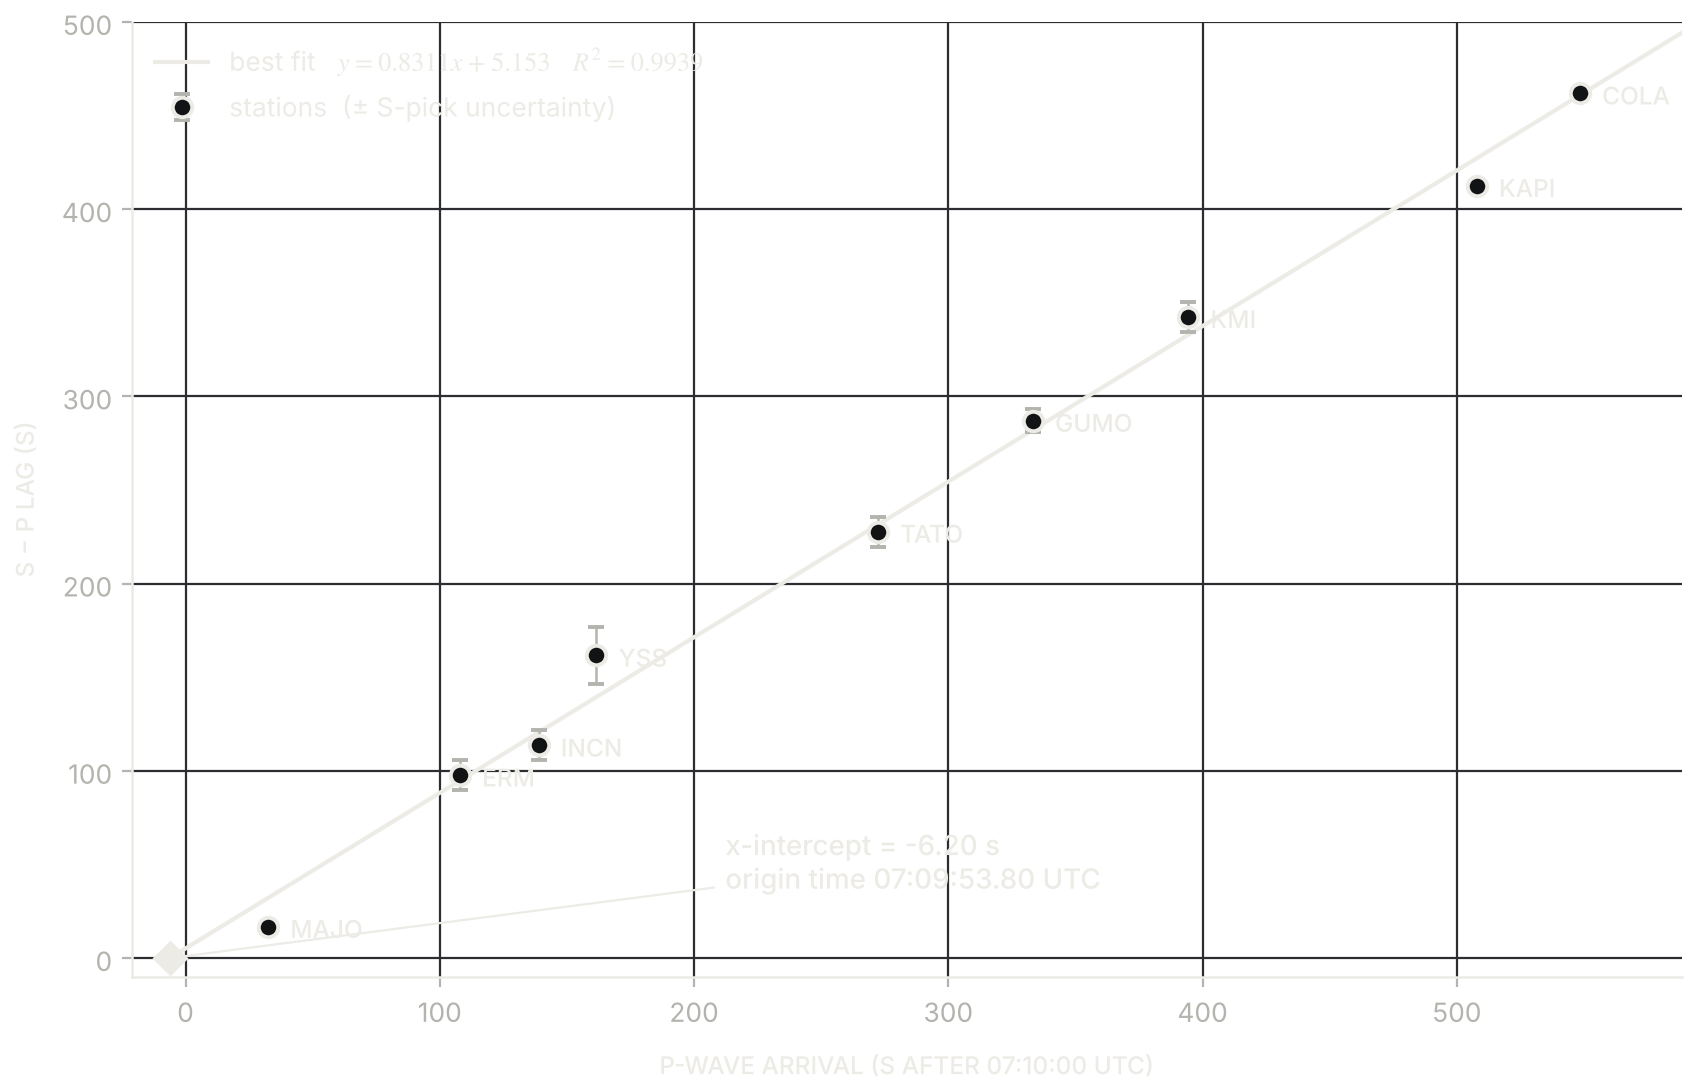 500
best fit y = 0.8311x + 5.153 R² = 0.9939
stations (± S-pick uncertainty)
COLA
KAPI
400
KMI
300
GUMO
S – P LAG (S)
TATO
200
YSS
INCN
100
ERM
x-intercept = -6.20 s
origin time 07:09:53.80 UTC
MAJO
0
0 100 200 300 400 500
P-WAVE ARRIVAL (S AFTER 07:10:00 UTC)